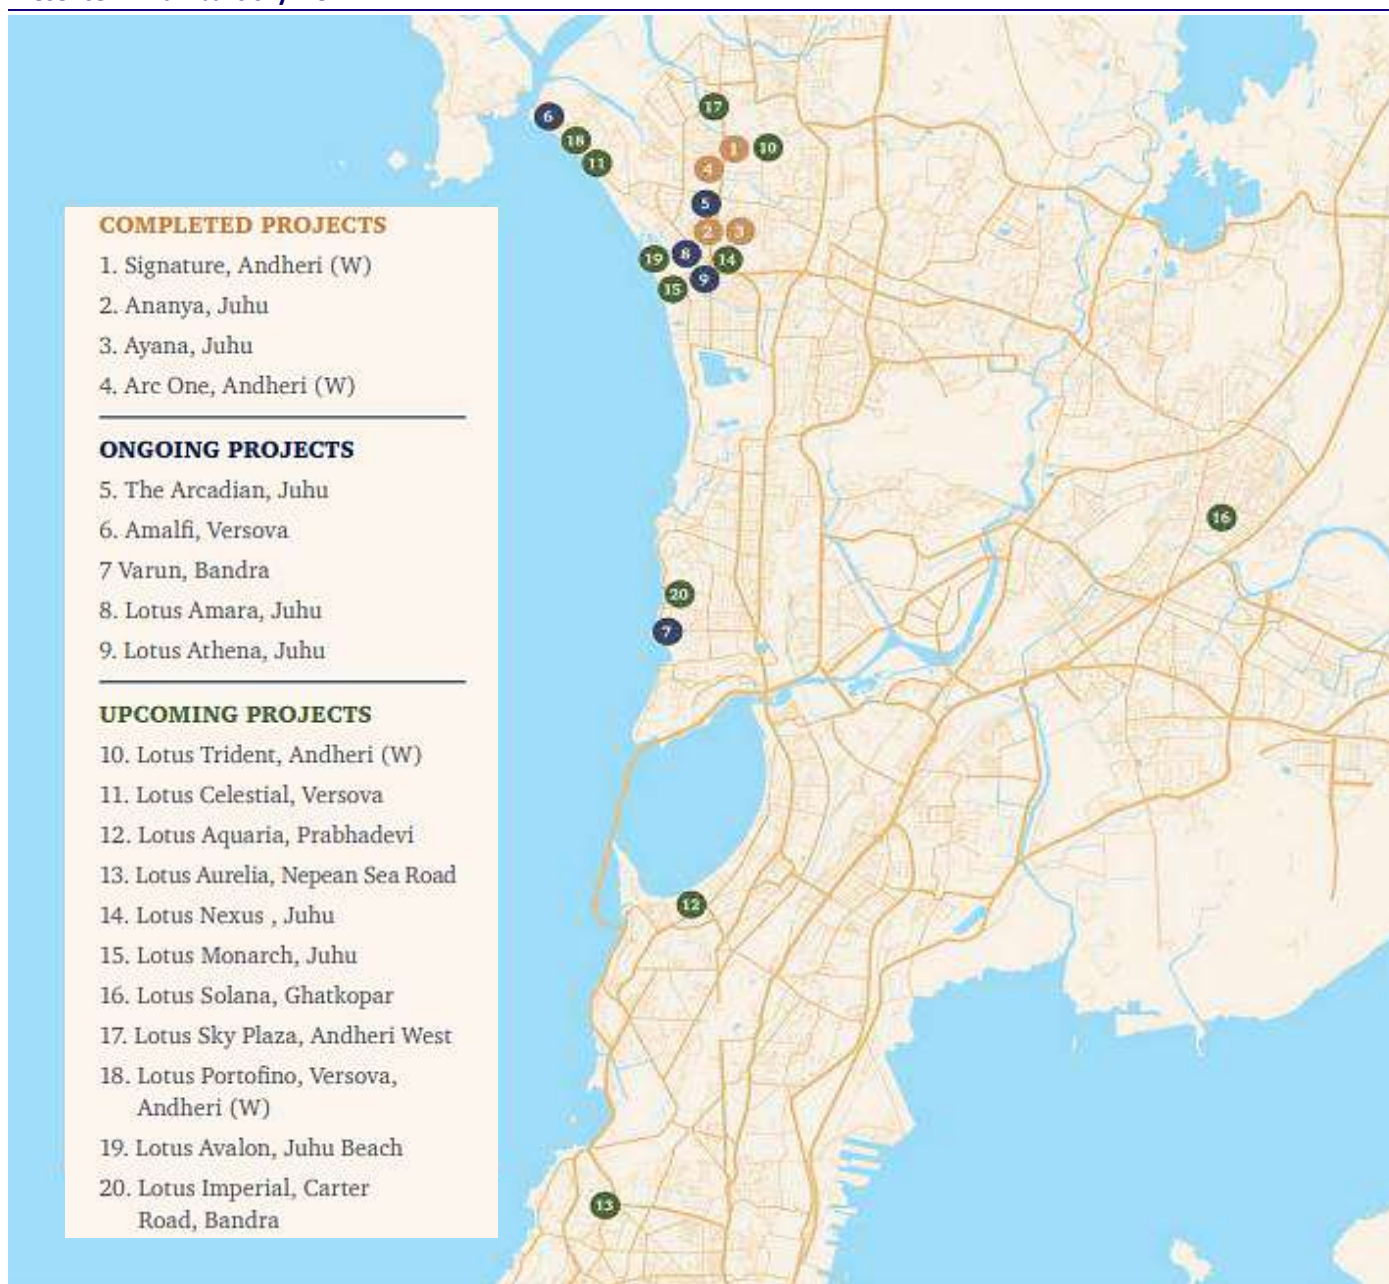 COMPLETED PROJECTS
1. Signature, Andheri (W)
2. Ananya, Juhu
3. Ayana, Juhu
4. Arc One, Andheri (W)
ONGOING PROJECTS
5. The Arcadian, Juhu
6. Amalfi, Versova
7 Varun, Bandra
8. Lotus Amara, Juhu
9. Lotus Athena, Juhu
UPCOMING PROJECTS
10. Lotus Trident, Andheri (W)
11. Lotus Celestial, Versova
12. Lotus Aquaria, Prabhadevi
13. Lotus Aurelia, Nepean Sea Road
14. Lotus Nexus , Juhu
15. Lotus Monarch, Juhu
16. Lotus Solana, Ghatkopar
17. Lotus Sky Plaza, Andheri West
18. Lotus Portofino, Versova,
Andheri (W)
19. Lotus Avalon, Juhu Beach
20. Lotus Imperial, Carter
Road, Bandra
17
6
18
11
1
10
4
5
2
3
19
8
14
9
15
16
20
7
12
13